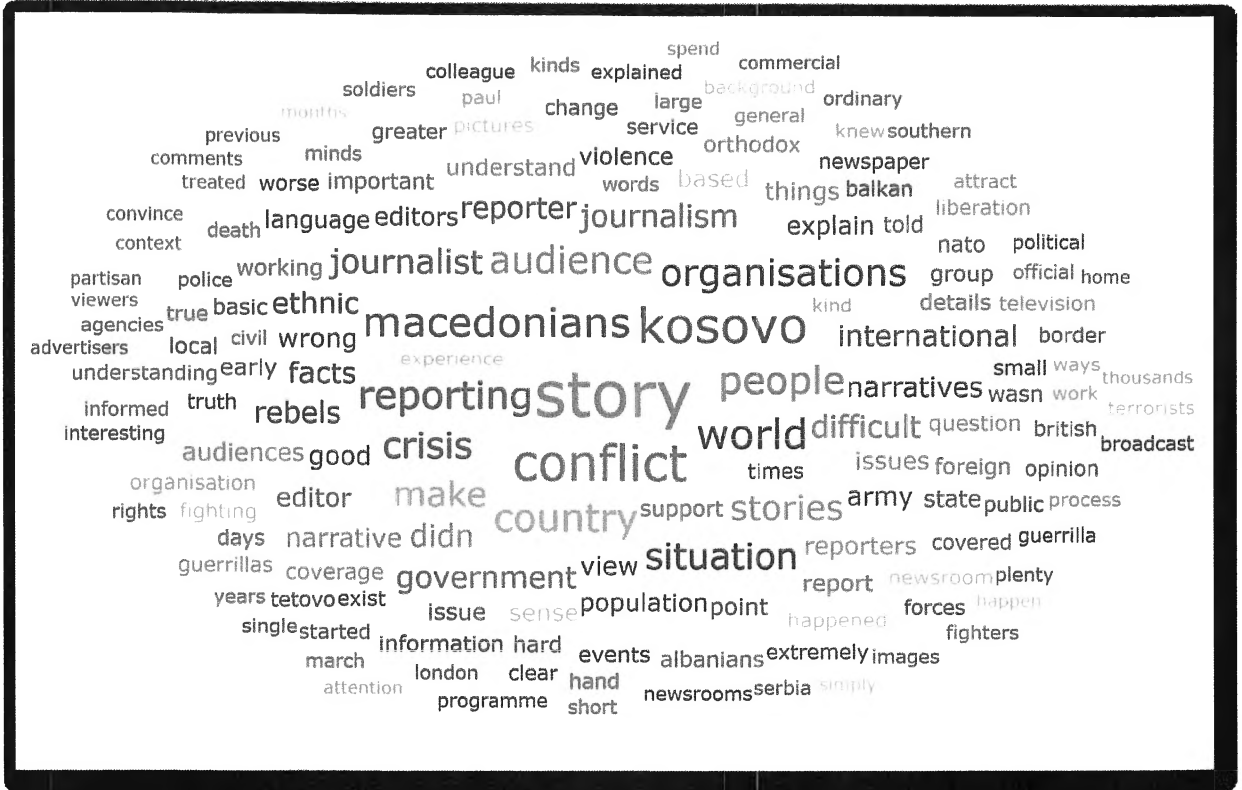 spend
colleague kinds explained commercial
soldiers paul change large background ordinary
months greater pictures service general knew southern
previous minds understand violence orthodox newspaper
comments treated worse important words based things balkan attract
convince death language editors reporter journalism explain told liberation
context working journalist audience organisations nato political
partisan police group official home
viewers true basic ethnic macedonians kosovo kind details television
agencies local civil wrong international border
advertisers experience
understanding early facts reporting story people narratives small ways thousands
informed truth rebels wasn work terrorists
interesting audiences good crisis conflict world difficult question british broadcast
organisation times issues foreign opinion
rights fighting editor make country support stories army state public process
days narrative didn situation reporters covered guerrilla
guerrillas coverage government view report newsroom plenty
years tetovo exist issue sense population point happened forces happen
single started information hard events albanians extremely images fighters
march london clear hand
attention programme short newsrooms serbia simply